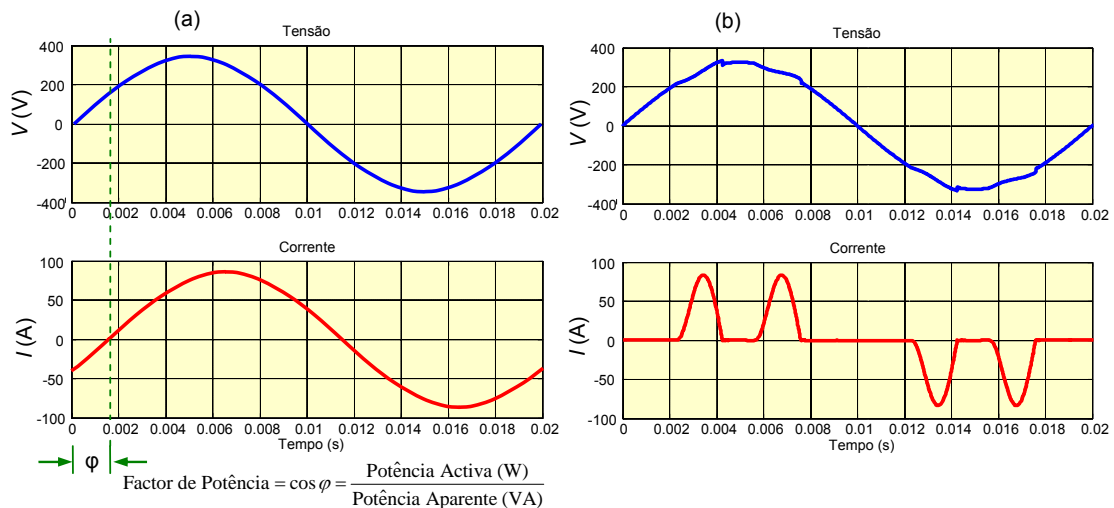 (a)
Tensão
V (V)
400
200
0
-200
-400
0 0.002 0.004 0.006 0.008 0.01 0.012 0.014 0.016 0.018 0.02
Corrente
I (A)
100
50
0
-50
-100
0 0.002 0.004 0.006 0.008 0.01 0.012 0.014 0.016 0.018 0.02
Tempo (s)
φ
Factor de Potência = cos φ = Potência Activa (W)
Potência Aparente (VA)
(b)
Tensão
V (V)
400
200
0
-200
-400
0 0.002 0.004 0.006 0.008 0.01 0.012 0.014 0.016 0.018 0.02
Corrente
I (A)
100
50
0
-50
-100
0 0.002 0.004 0.006 0.008 0.01 0.012 0.014 0.016 0.018 0.02
Tempo (s)